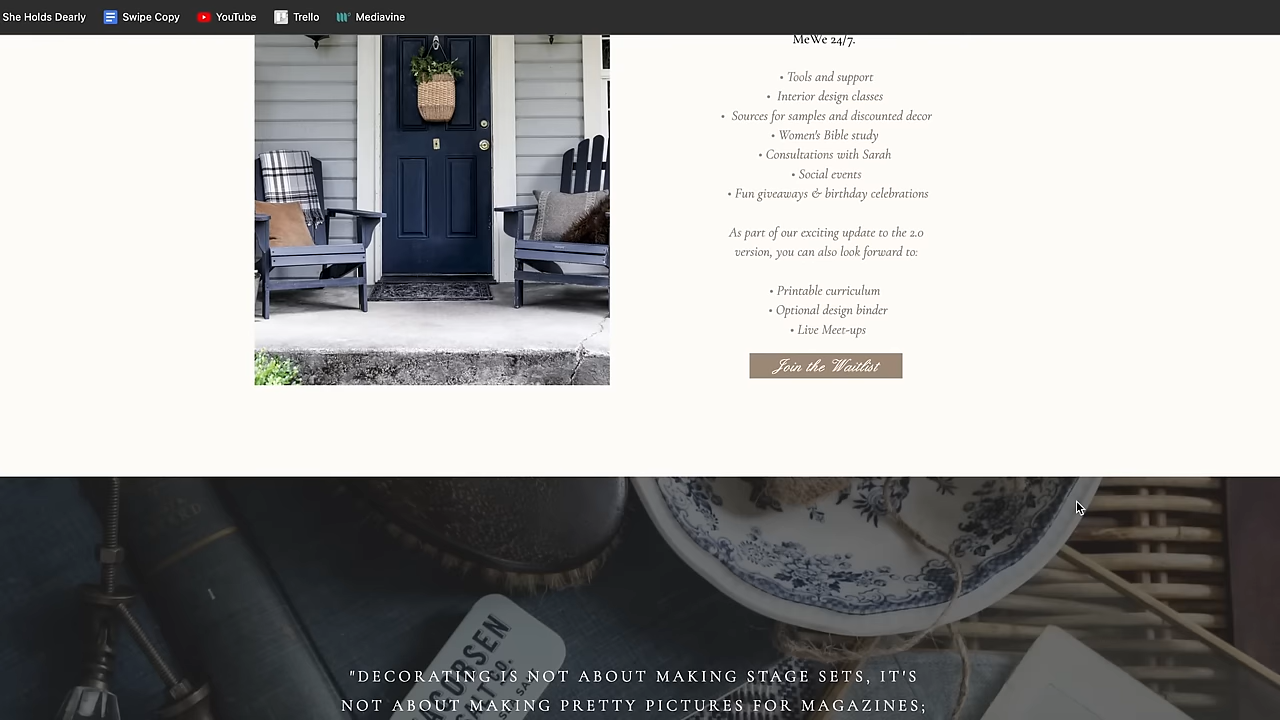 She Holds Dearly Swipe Copy YouTube Trello Mediavine
MeWe 24/7.
• Tools and support
• Interior design classes
• Sources for samples and discounted decor
• Women's Bible study
• Consultations with Sarah
• Social events
• Fun giveaways & birthday celebrations
As part of our exciting update to the 2.0
version, you can also look forward to:
• Printable curriculum
• Optional design binder
• Live Meet-ups
Join the Waitlist
"DECORATING IS NOT ABOUT MAKING STAGE SETS, IT'S
NOT ABOUT MAKING PRETTY PICTURES FOR MAGAZINES;